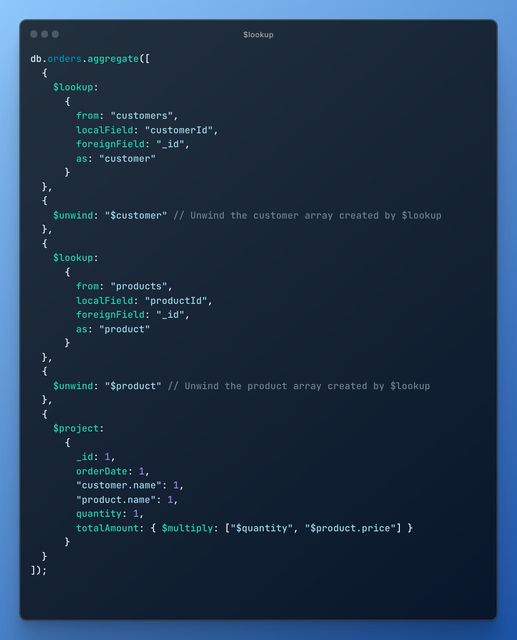 $lookup
db.orders.aggregate([
  {
    $lookup:
      {
        from: "customers",
        localField: "customerId",
        foreignField: "_id",
        as: "customer"
      }
  },
  {
    $unwind: "$customer" // Unwind the customer array created by $lookup
  },
  {
    $lookup:
      {
        from: "products",
        localField: "productId",
        foreignField: "_id",
        as: "product"
      }
  },
  {
    $unwind: "$product" // Unwind the product array created by $lookup
  },
  {
    $project:
      {
        _id: 1,
        orderDate: 1,
        "customer.name": 1,
        "product.name": 1,
        quantity: 1,
        totalAmount: { $multiply: ["$quantity", "$product.price"] }
      }
  }
]);